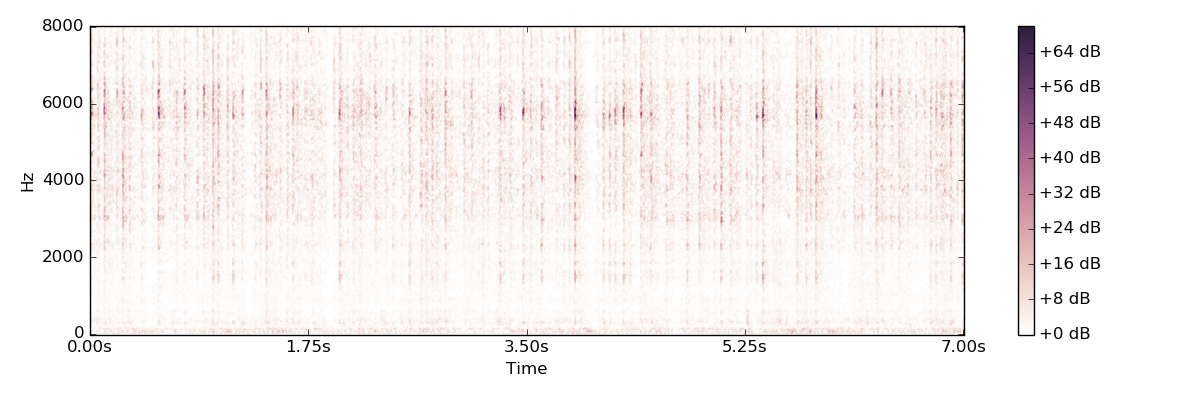 8000
6000
4000
2000
0
Hz
0.00s 1.75s 3.50s 5.25s 7.00s
Time
+64 dB
+56 dB
+48 dB
+40 dB
+32 dB
+24 dB
+16 dB
+8 dB
+0 dB